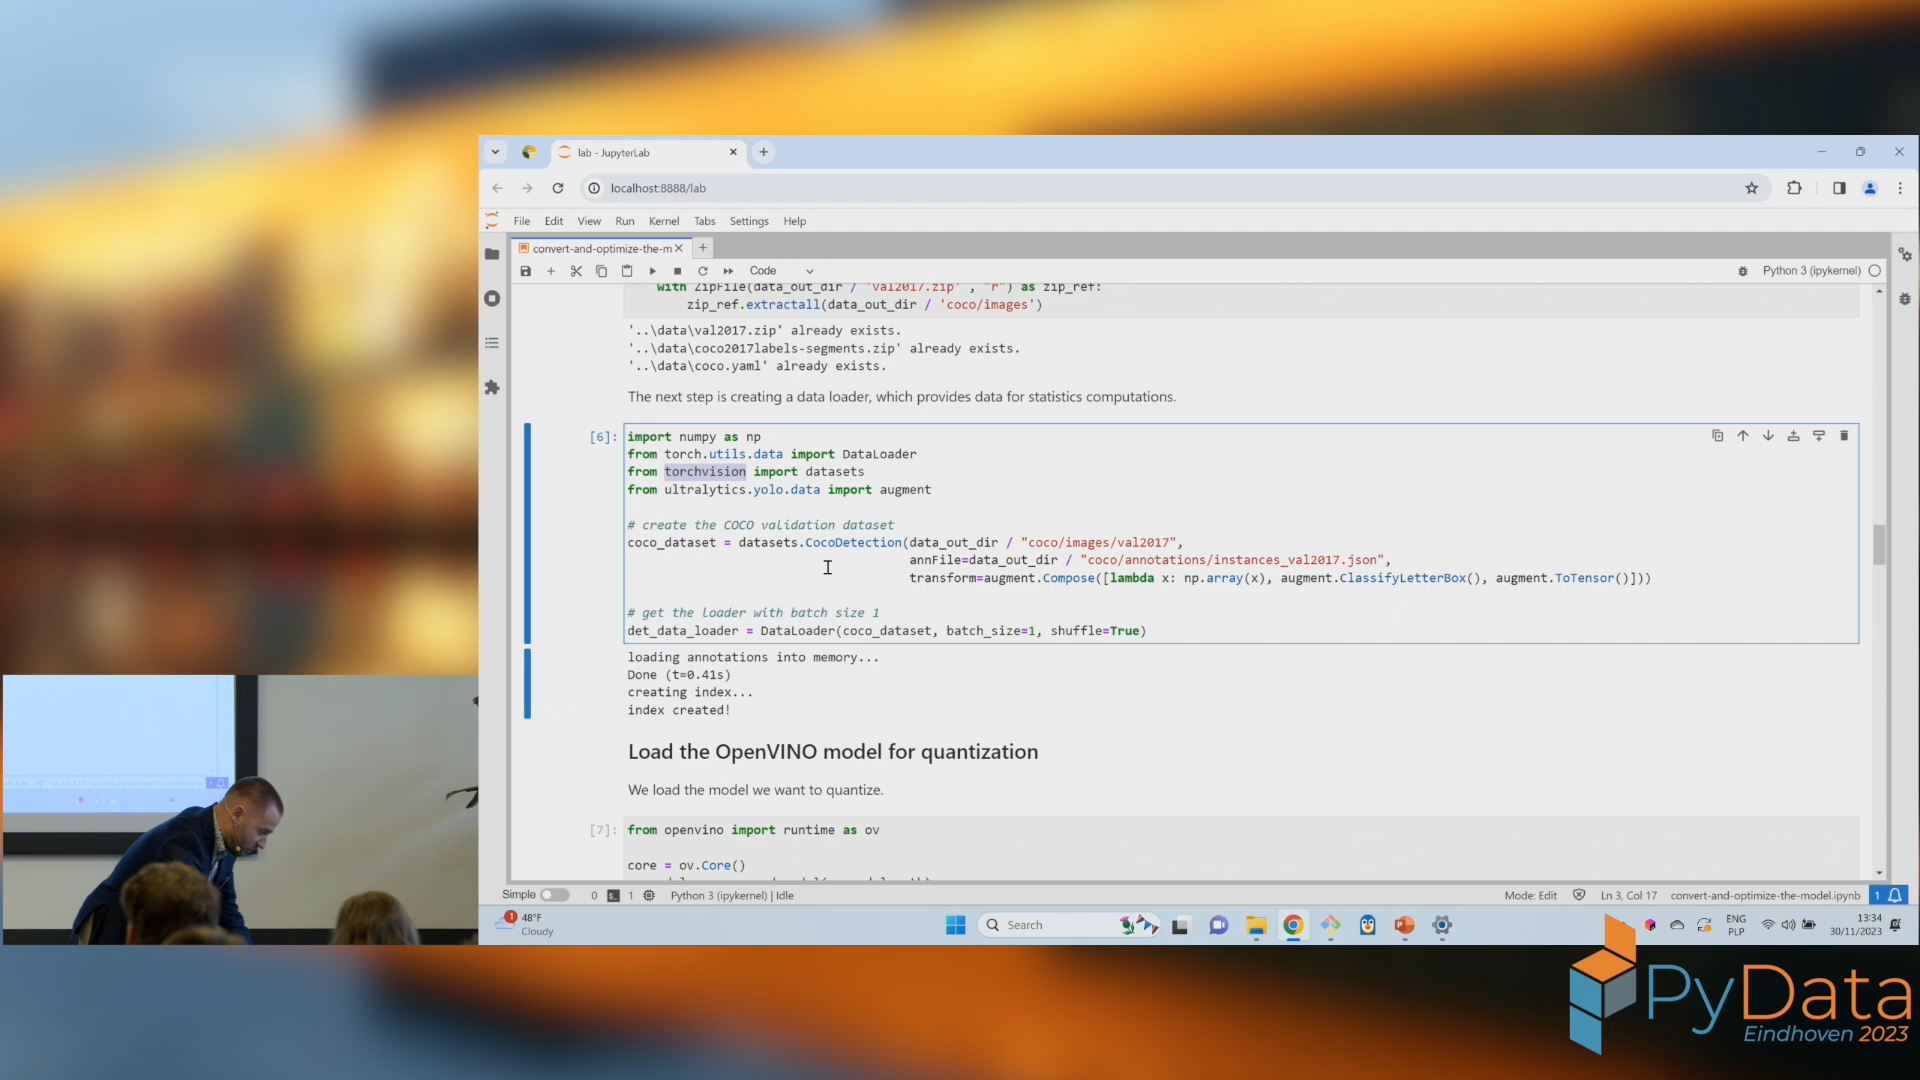 lab - JupyterLab
localhost:8888/lab
File Edit View Run Kernel Tabs Settings Help
convert-and-optimize-the-m
Code
Python 3 (ipykernel)
with ZipFile(data_out_dir / 'val2017.zip' , "r") as zip_ref:
zip_ref.extractall(data_out_dir / 'coco/images')
'..\data\val2017.zip' already exists.
'..\data\coco2017labels-segments.zip' already exists.
'..\data\coco.yaml' already exists.
The next step is creating a data loader, which provides data for statistics computations.
[6]: import numpy as np
from torch.utils.data import DataLoader
from torchvision import datasets
from ultralytics.yolo.data import augment
# create the COCO validation dataset
coco_dataset = datasets.CocoDetection(data_out_dir / "coco/images/val2017",
annFile=data_out_dir / "coco/annotations/instances_val2017.json",
transform=augment.Compose([lambda x: np.array(x), augment.ClassifyLetterBox(), augment.ToTensor()]))
# get the loader with batch size 1
det_data_loader = DataLoader(coco_dataset, batch_size=1, shuffle=True)
loading annotations into memory...
Done (t=0.41s)
creating index...
index created!
Load the OpenVINO model for quantization
We load the model we want to quantize.
[7]: from openvino import runtime as ov
core = ov.Core()
Simple 0 1 Python 3 (ipykernel) | Idle Mode: Edit Ln 3, Col 17 convert-and-optimize-the-model.ipynb 1
1 48°F
Cloudy
Search
ENG
PLP
13:34
30/11/2023
PyData
Eindhoven 2023